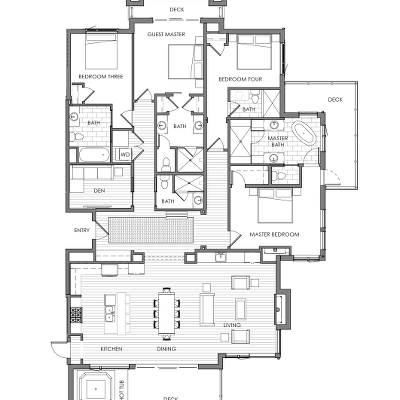 DECK
GUEST MASTER
BEDROOM THREE
BEDROOM FOUR
DECK
BATH
BATH
BATH
MASTER
BATH
WD
DEN
BATH
ENTRY
MASTER BEDROOM
LIVING
KITCHEN
DINING
HOT TUB
DECK